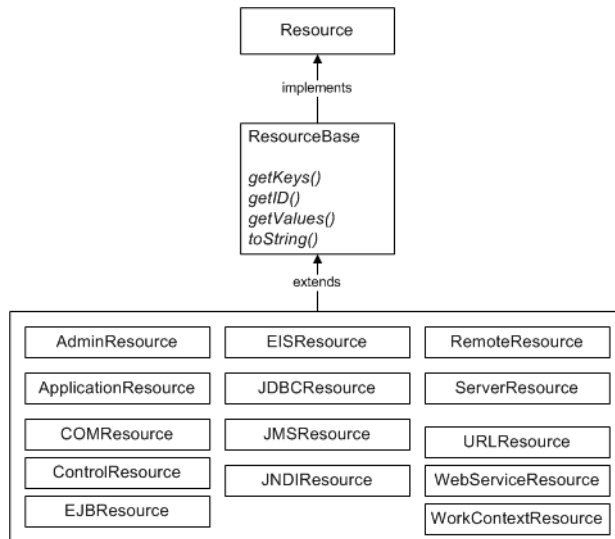 Resource
implements
ResourceBase
getKeys()
getID()
getValues()
toString()
extends
AdminResource
ApplicationResource
COMResource
ControlResource
EJBResource
EISResource
JDBCResource
JMSResource
JNDIResource
RemoteResource
ServerResource
URLResource
WebServiceResource
WorkContextResource